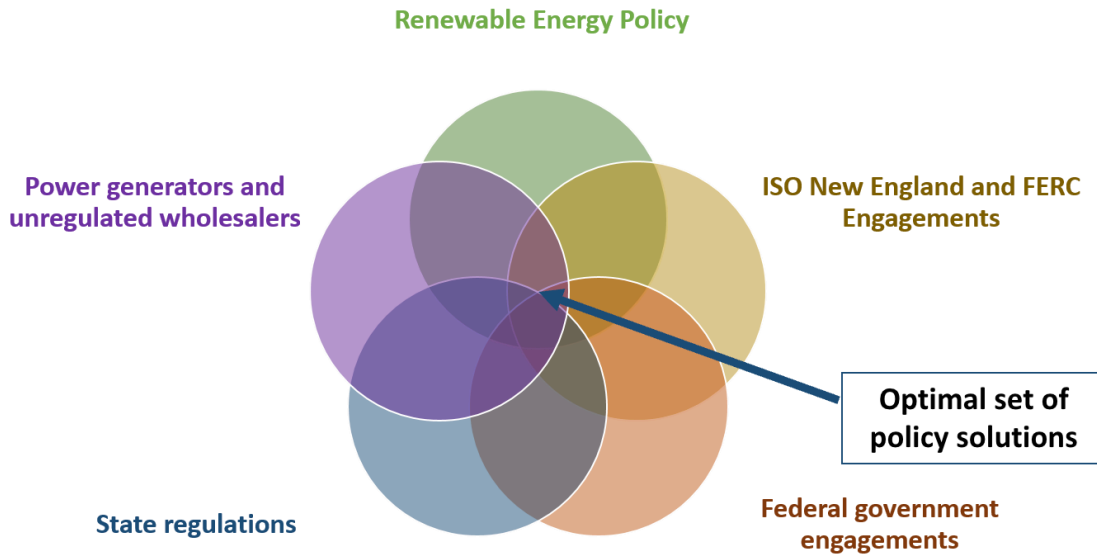 Renewable Energy Policy
Power generators and
unregulated wholesalers
ISO New England and FERC
Engagements
Optimal set of
policy solutions
State regulations
Federal government
engagements